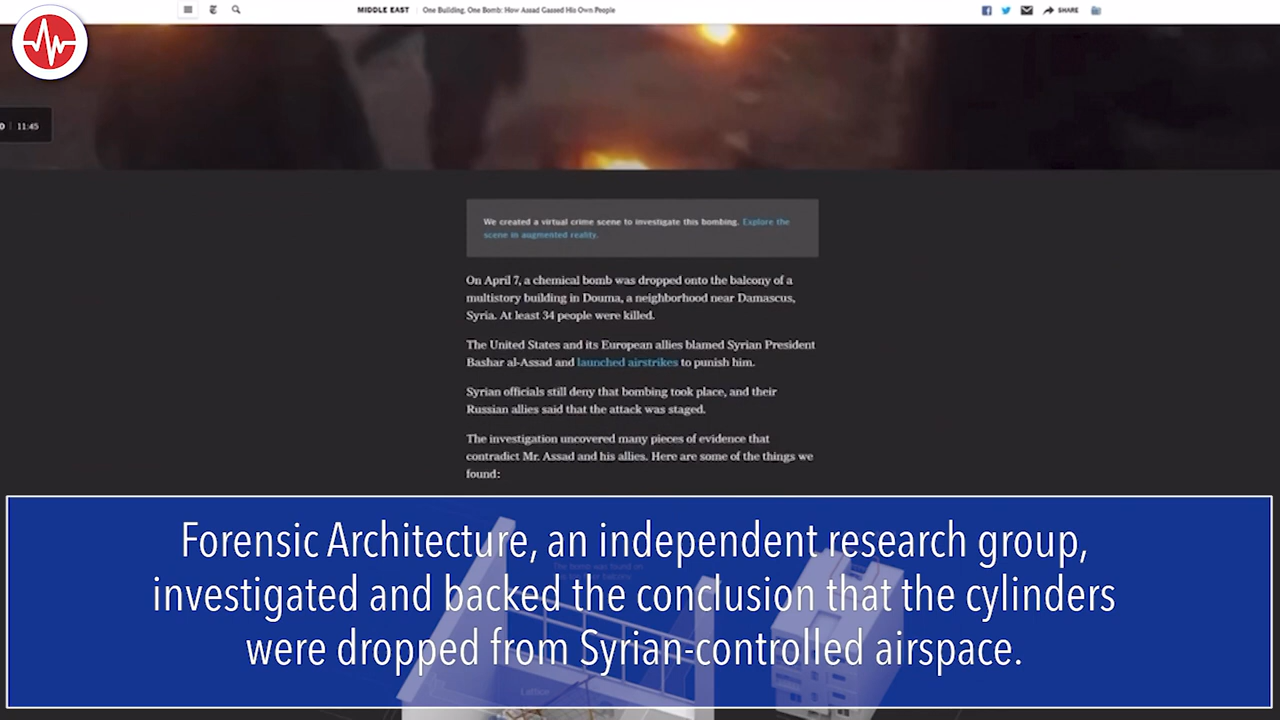 MIDDLE EAST | One Building, One Bomb: How Assad Gassed His Own People
SHARE
11:45
We created a virtual crime scene to investigate this bombing. Explore the
scene in augmented reality.
On April 7, a chemical bomb was dropped onto the balcony of a
multistory building in Douma, a neighborhood near Damascus,
Syria. At least 34 people were killed.
The United States and its European allies blamed Syrian President
Bashar al-Assad and launched airstrikes to punish him.
Syrian officials still deny that bombing took place, and their
Russian allies said that the attack was staged.
The investigation uncovered many pieces of evidence that
contradict Mr. Assad and his allies. Here are some of the things we
found:
Forensic Architecture, an independent research group,
investigated and backed the conclusion that the cylinders
were dropped from Syrian-controlled airspace.
The bomb was found on
balcony.
Lattice